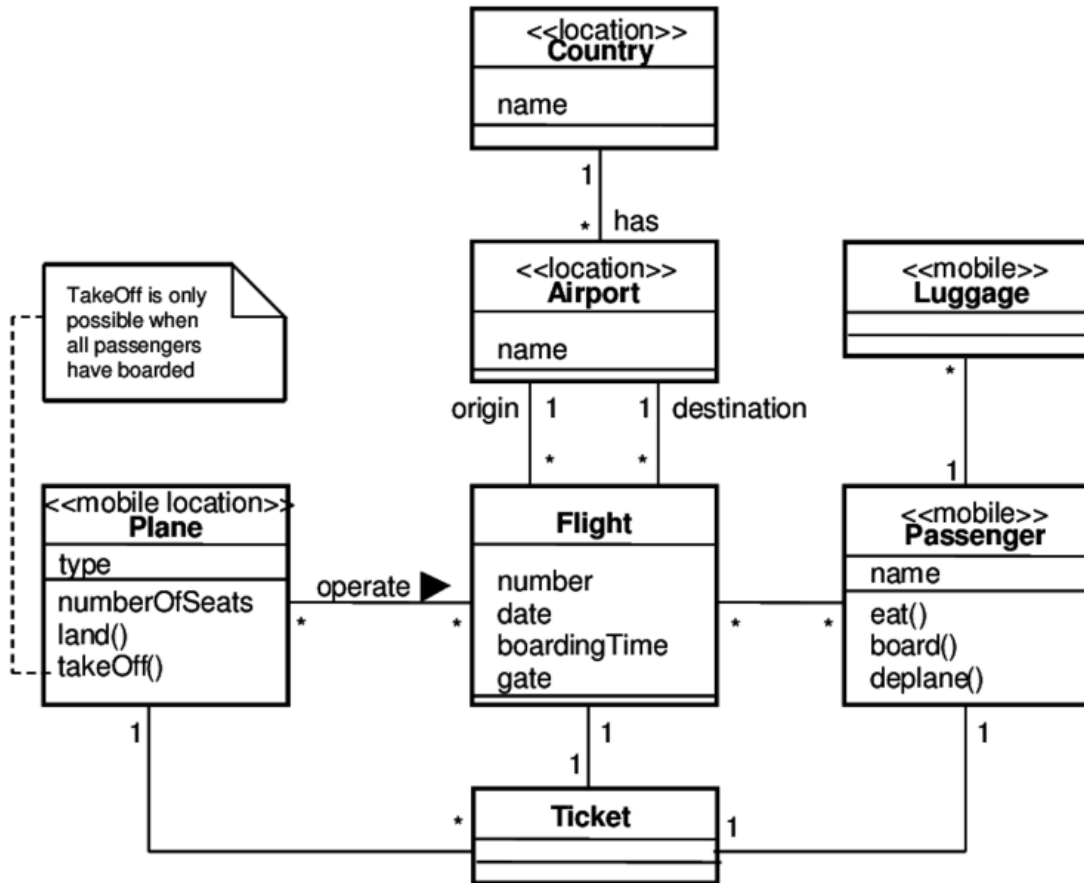 <<location>>
Country
name
1
* has
<<location>>
Airport
name
<<mobile>>
Luggage
TakeOff is only
possible when
all passengers
have boarded
origin 1 1 destination
* *
*
1
<<mobile location>>
Plane
type
numberOfSeats
land()
takeOff()
operate
* *
Flight
number
date
boardingTime
gate
* *
<<mobile>>
Passenger
name
eat()
board()
deplane()
1 1 1
1
* Ticket 1